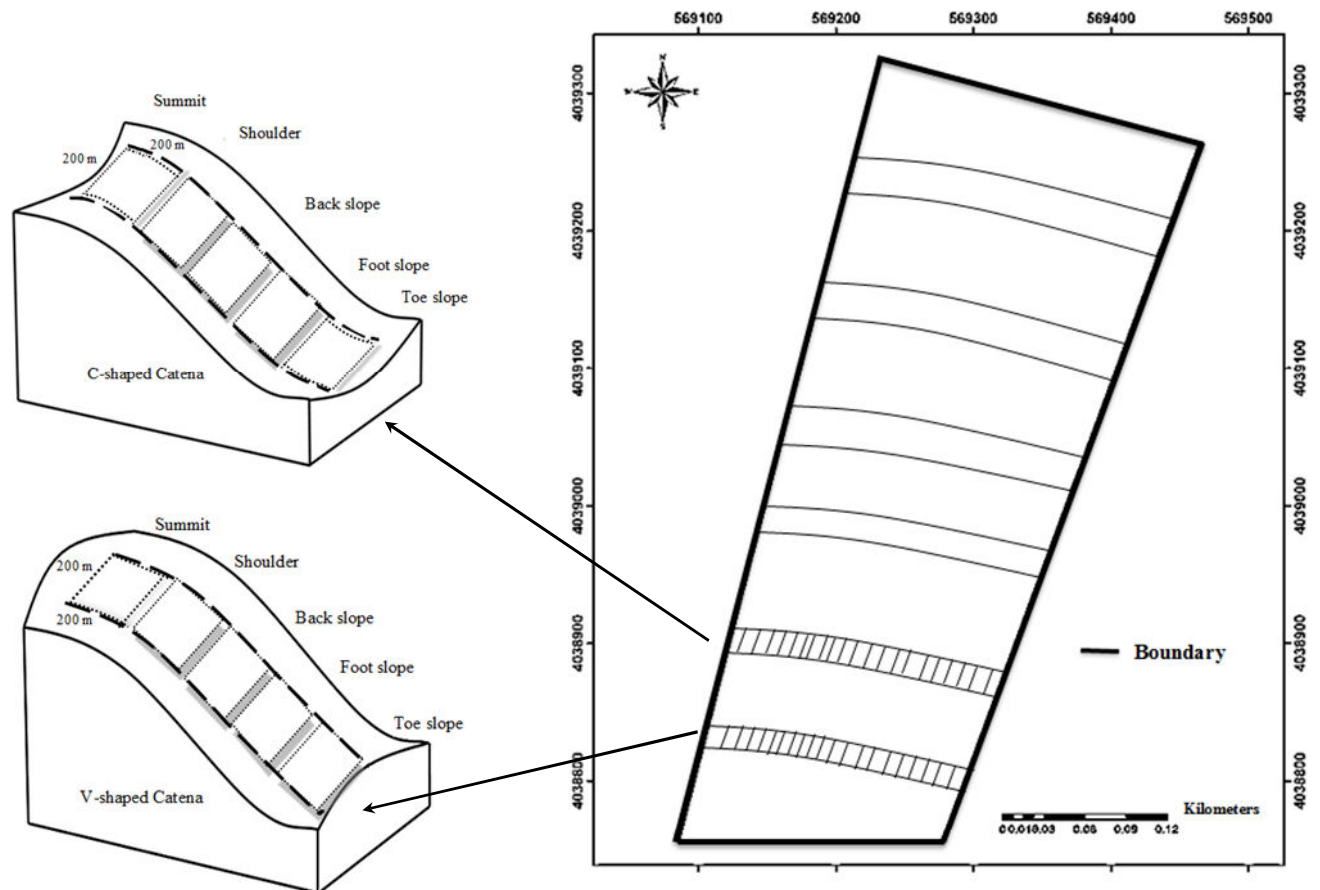 Summit
Shoulder
200 m
200 m
Back slope
Foot slope
Toe slope
C-shaped Catena
Summit
Shoulder
200 m
200 m
Back slope
Foot slope
Toe slope
V-shaped Catena
569100 569200 569300 569400 569500
4039300
4039200
4039100
4039000
4038900
4038800
4039300
4039200
4039100
4039000
4038900
4038800
N
E
S
Boundary
Kilometers
0.06 0.09 0.12